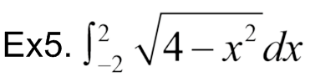 Ex5. ∫₋₂² √(4 – x²) dx